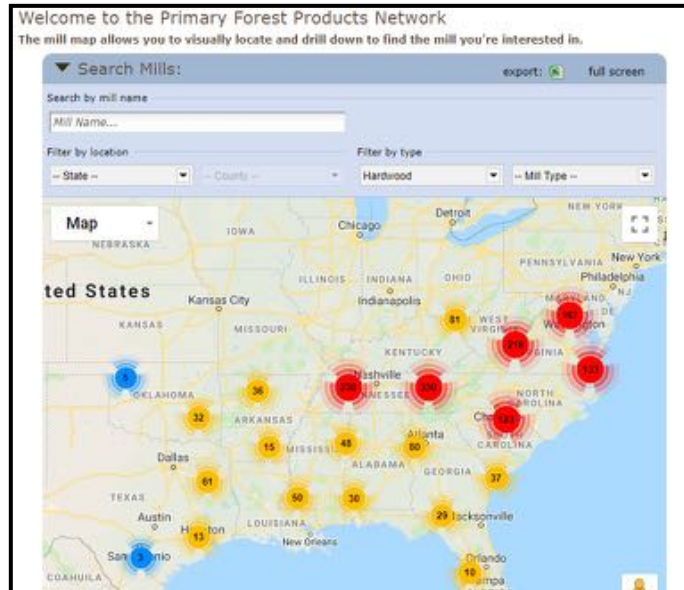 Welcome to the Primary Forest Products Network
The mill map allows you to visually locate and drill down to find the mill you're interested in.
Search Mills:
export:
full screen
Search by mill name
Mill Name...
Filter by location
Filter by type
-- State --
-- County --
Hardwood
-- Mill Type --
Map
NEBRASKA
IOWA
Chicago
Detroit
NEW YORK
ted States
Kansas City
ILLINOIS
INDIANA
OHIO
PENNSYLVANIA
New York
Philadelphia
Indianapolis
MARYLAND
NJ
DE
KANSAS
MISSOURI
81
WEST
VIRGINIA
KENTUCKY
Nashville
5
OKLAHOMA
36
32
ARKANSAS
NORTH
CAROLINA
15
48
Atlanta
80
CAROLINA
Dallas
ALABAMA
GEORGIA
61
37
TEXAS
50
30
Austin
LOUISIANA
29
Jacksonville
13
New Orleans
3
Orlando
10
COAHUILA